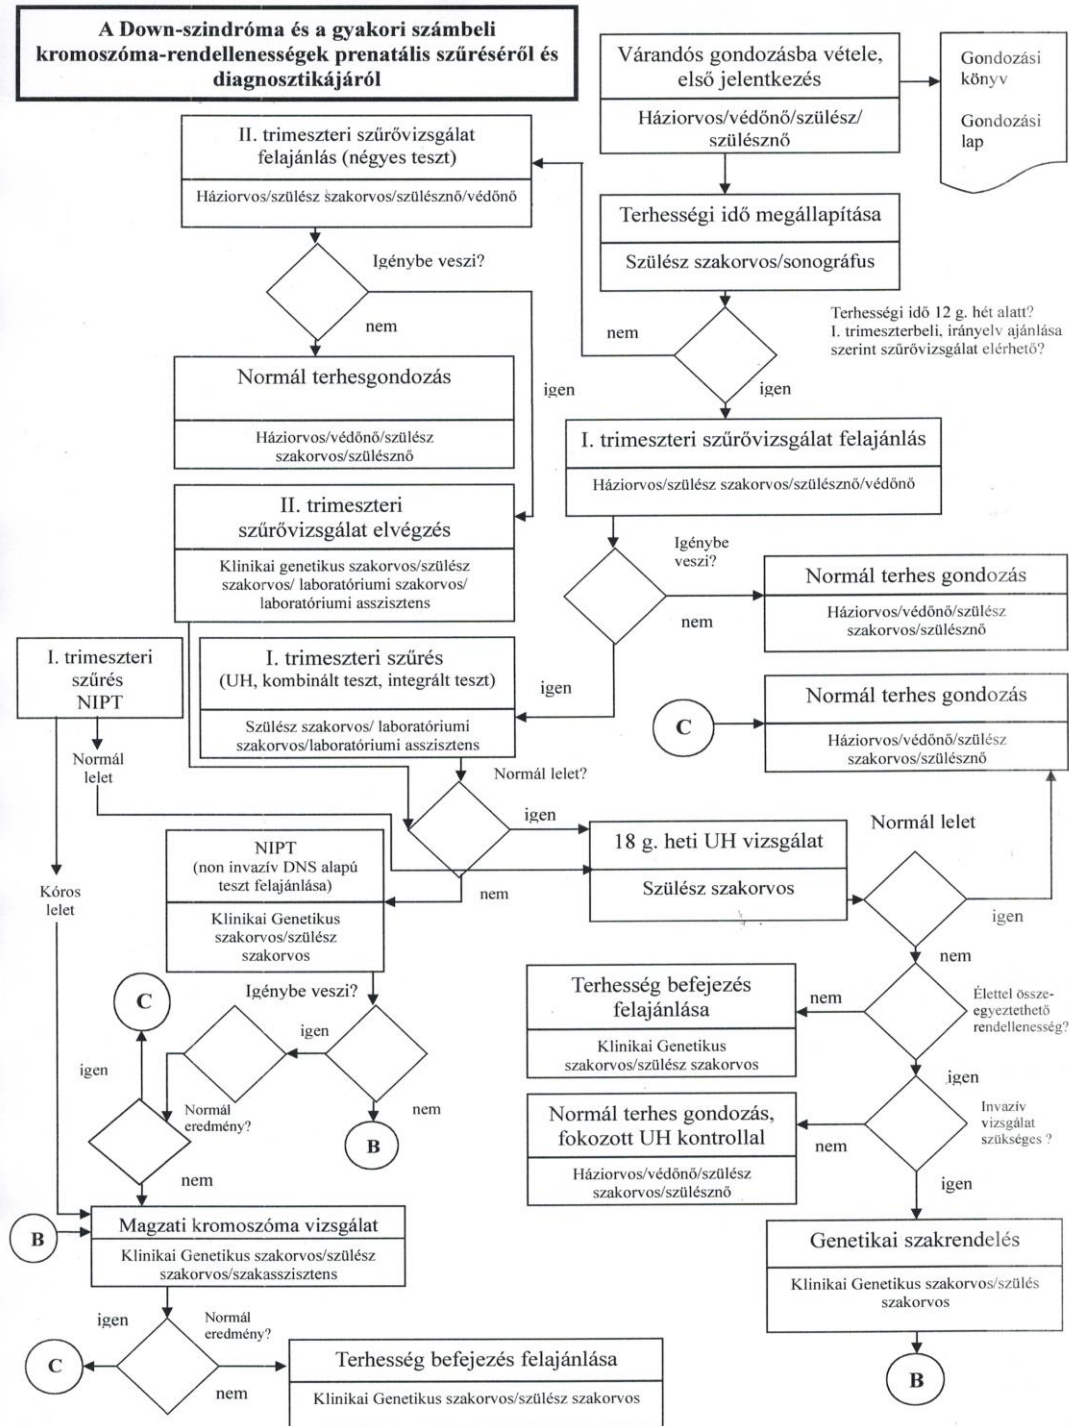 A Down-szindróma és a gyakori számbeli
kromoszóma-rendellenességek prenatális szűréséről és
diagnosztikájáról
Várandós gondozásba vétele,
első jelentkezés
Háziorvos/védőnő/szülész/
szülésznő
Gondozási
könyv
Gondozási
lap
II. trimeszteri szűrővizsgálat
felajánlás (négyes teszt)
Háziorvos/szülész szakorvos/szülésznő/védőnő
Terhességi idő megállapítása
Szülész szakorvos/sonográfus
Igénybe veszi?
nem
igen
Terhességi idő 12 g. hét alatt?
I. trimeszterbeli, irányelv ajánlása
szerint szűrővizsgálat elérhető?
nem
igen
Normál terhesgondozás
Háziorvos/védőnő/szülész
szakorvos/szülésznő
I. trimeszteri szűrővizsgálat felajánlás
Háziorvos/szülész szakorvos/szülésznő/védőnő
II. trimeszteri
szűrővizsgálat elvégzés
Klinikai genetikus szakorvos/szülész
szakorvos/ laboratóriumi szakorvos/
laboratóriumi asszisztens
Igénybe
veszi?
nem
igen
Normál terhes gondozás
Háziorvos/védőnő/szülész
szakorvos/szülésznő
I. trimeszteri
szűrés
NIPT
I. trimeszteri szűrés
(UH, kombinált teszt, integrált teszt)
Szülész szakorvos/ laboratóriumi
szakorvos/laboratóriumi asszisztens
C
Normál terhes gondozás
Háziorvos/védőnő/szülész
szakorvos/szülésznő
Normál
lelet
Normál lelet?
igen
nem
Kóros
lelet
NIPT
(non invazív DNS alapú
teszt felajánlása)
Klinikai Genetikus
szakorvos/szülész
szakorvos
18 g. heti UH vizsgálat
Szülész szakorvos
Normál lelet
igen
nem
Igénybe veszi?
igen
nem
B
C
igen
Normál
eredmény?
nem
Terhesség befejezés
felajánlása
Klinikai Genetikus
szakorvos/szülész szakorvos
nem
Élettel össze-
egyeztethető
rendellenesség?
igen
Normál terhes gondozás,
fokozott UH kontrollal
Háziorvos/védőnő/szülész
szakorvos/szülésznő
nem
Invazív
vizsgálat
szükséges ?
igen
B
Magzati kromoszóma vizsgálat
Klinikai Genetikus szakorvos/szülész
szakorvos/szakasszisztens
Genetikai szakrendelés
Klinikai Genetikus szakorvos/szülés
szakorvos
B
igen
Normál
eredmény?
C
nem
Terhesség befejezés felajánlása
Klinikai Genetikus szakorvos/szülész szakorvos